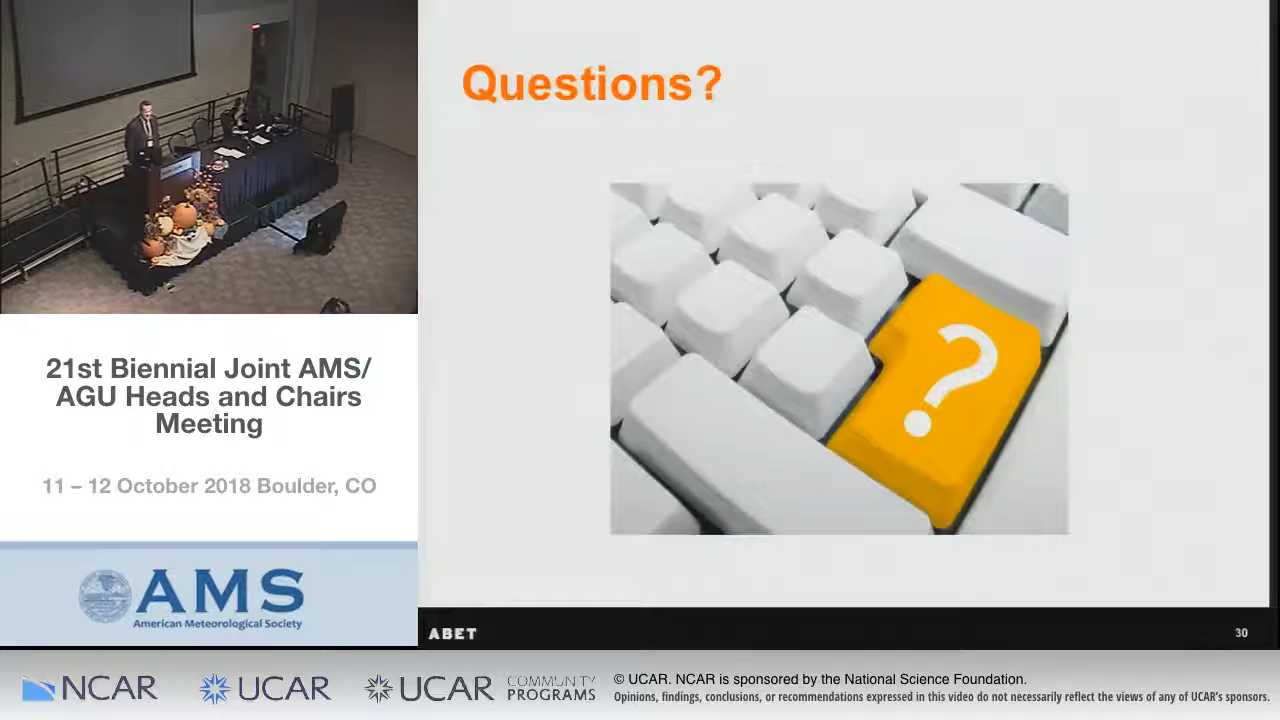 Questions?
?
21st Biennial Joint AMS/
AGU Heads and Chairs
Meeting
11 – 12 October 2018 Boulder, CO
AMS
American Meteorological Society
ABET
30
NCAR
UCAR
UCAR COMMUNITY
PROGRAMS
© UCAR. NCAR is sponsored by the National Science Foundation.
Opinions, findings, conclusions, or recommendations expressed in this video do not necessarily reflect the views of any of UCAR's sponsors.